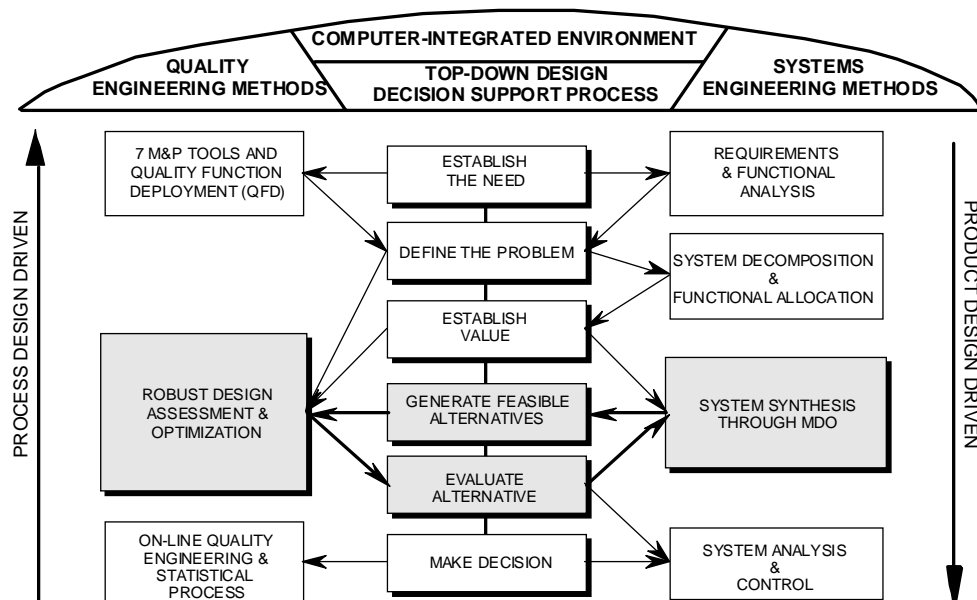 COMPUTER-INTEGRATED ENVIRONMENT
QUALITY
ENGINEERING METHODS
TOP-DOWN DESIGN
DECISION SUPPORT PROCESS
SYSTEMS
ENGINEERING METHODS
PROCESS DESIGN DRIVEN
7 M&P TOOLS AND
QUALITY FUNCTION
DEPLOYMENT (QFD)
ESTABLISH
THE NEED
REQUIREMENTS
& FUNCTIONAL
ANALYSIS
DEFINE THE PROBLEM
SYSTEM DECOMPOSITION
&
FUNCTIONAL ALLOCATION
ESTABLISH
VALUE
ROBUST DESIGN
ASSESSMENT &
OPTIMIZATION
GENERATE FEASIBLE
ALTERNATIVES
SYSTEM SYNTHESIS
THROUGH MDO
EVALUATE
ALTERNATIVE
ON-LINE QUALITY
ENGINEERING &
STATISTICAL
PROCESS
MAKE DECISION
SYSTEM ANALYSIS
&
CONTROL
PRODUCT DESIGN DRIVEN